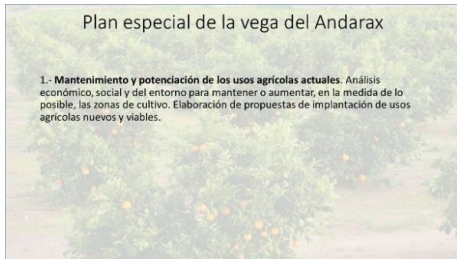 Plan especial de la vega del Andarax
1.- Mantenimiento y potenciación de los usos agrícolas actuales. Análisis
económico, social y del entorno para mantener o aumentar, en la medida de lo
posible, las zonas de cultivo. Elaboración de propuestas de implantación de usos
agrícolas nuevos y viables.